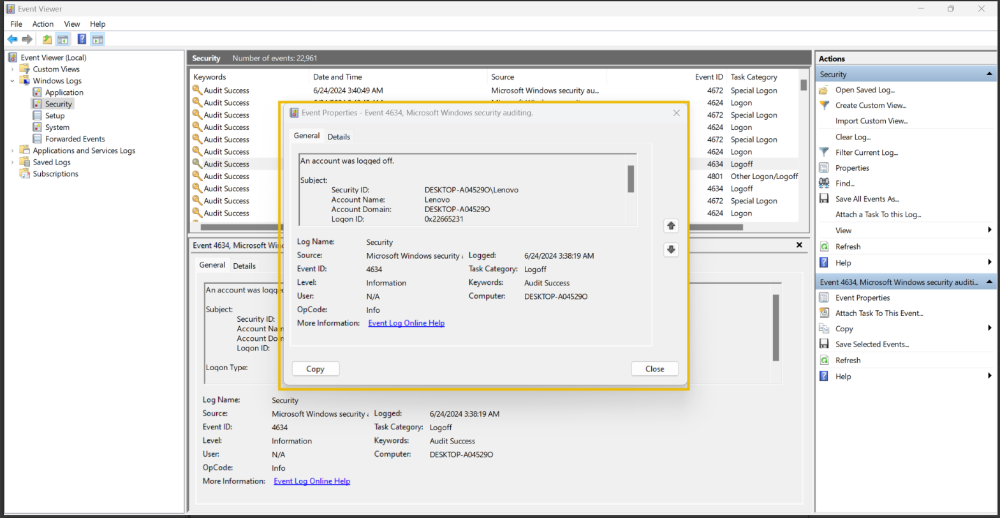 Event Viewer
File Action View Help
Event Viewer (Local)
Custom Views
Windows Logs
Application
Security
Setup
System
Forwarded Events
Applications and Services Logs
Saved Logs
Subscriptions
Security Number of events: 22,961
Keywords Date and Time Source Event ID Task Category
Audit Success 6/24/2024 3:40:49 AM Microsoft Windows security au... 4672 Special Logon
Audit Success 4624 Logon
Audit Success 4672 Special Logon
Audit Success 4624 Logon
Audit Success 4672 Special Logon
Audit Success 4624 Logon
Audit Success 4634 Logoff
Audit Success 4801 Other Logon/Logoff
Audit Success 4634 Logoff
Audit Success 4672 Special Logon
Audit Success 4624 Logon
Event Properties - Event 4634, Microsoft Windows security auditing.
General Details
An account was logged off.
Subject:
Security ID: DESKTOP-A04529O\Lenovo
Account Name: Lenovo
Account Domain: DESKTOP-A04529O
Logon ID: 0x22665231
Log Name: Security
Source: Microsoft Windows security Logged: 6/24/2024 3:38:19 AM
Event ID: 4634 Task Category: Logoff
Level: Information Keywords: Audit Success
User: N/A Computer: DESKTOP-A04529O
OpCode: Info
More Information: Event Log Online Help
Copy Close
Event 4634, Microsoft
General Details
An account was
Subject:
Security ID:
Account
Account
Logon ID:
Logon Type:
Log Name: Security
Source: Microsoft Windows security Logged: 6/24/2024 3:38:19 AM
Event ID: 4634 Task Category: Logoff
Level: Information Keywords: Audit Success
User: N/A Computer: DESKTOP-A04529O
OpCode: Info
More Information: Event Log Online Help
Actions
Security
Open Saved Log...
Create Custom View...
Import Custom View...
Clear Log...
Filter Current Log...
Properties
Find...
Save All Events As...
Attach a Task To this Log...
View
Refresh
Help
Event 4634, Microsoft Windows security auditi...
Event Properties
Attach Task To This Event...
Copy
Save Selected Events...
Refresh
Help